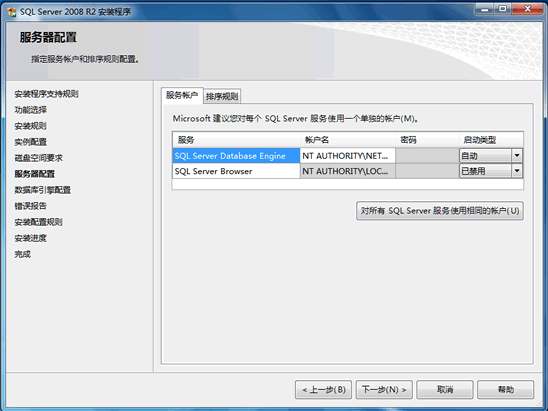 SQL Server 2008 R2 安装程序
服务器配置
指定服务帐户和排序规则配置。
安装程序支持规则
功能选择
安装规则
实例配置
磁盘空间要求
服务器配置
数据库引擎配置
错误报告
安装配置规则
安装进度
完成
服务帐户 排序规则
Microsoft 建议您对每个 SQL Server 服务使用一个单独的帐户(M)。
服务 帐户名 密码 启动类型
SQL Server Database Engine NT AUTHORITY\NET... 自动
SQL Server Browser NT AUTHORITY\LOC... 已禁用
对所有 SQL Server 服务使用相同的帐户(U)
< 上一步(B) 下一步(N) > 取消 帮助